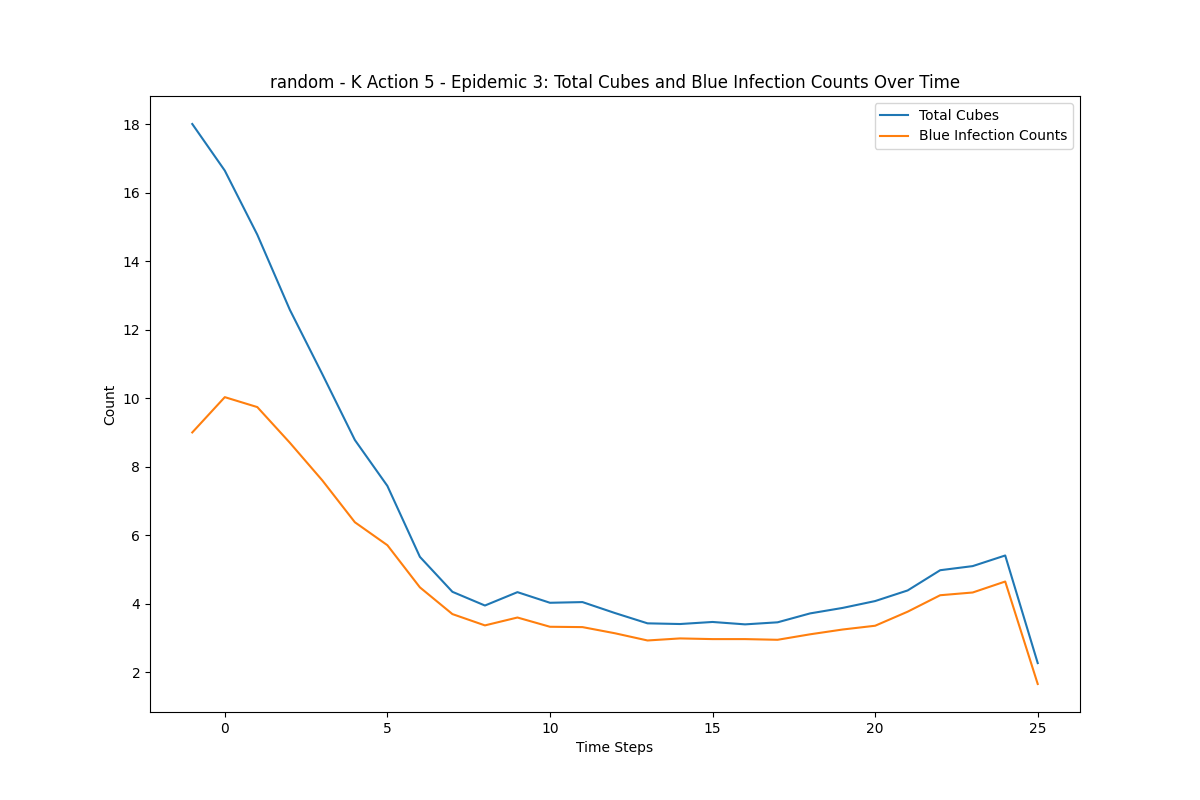 random - K Action 5 - Epidemic 3: Total Cubes and Blue Infection Counts Over Time
Total Cubes
Blue Infection Counts
18
16
14
12
10
8
6
4
2
Count
0 5 10 15 20 25
Time Steps